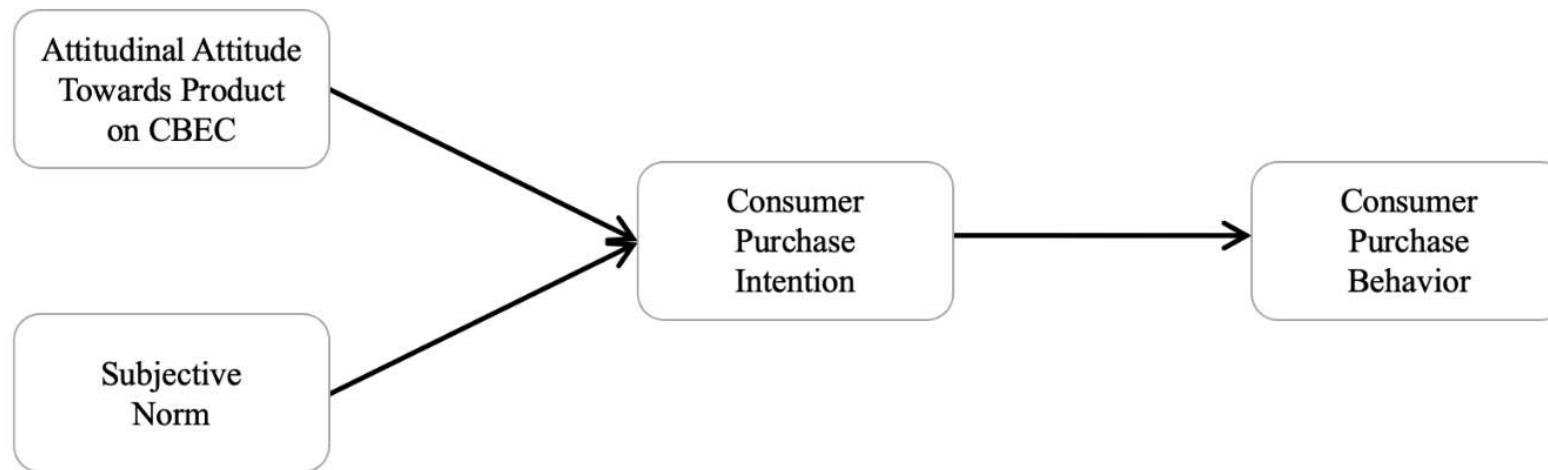 Attitudinal Attitude
Towards Product
on CBEC
Subjective
Norm
Consumer
Purchase
Intention
Consumer
Purchase
Behavior